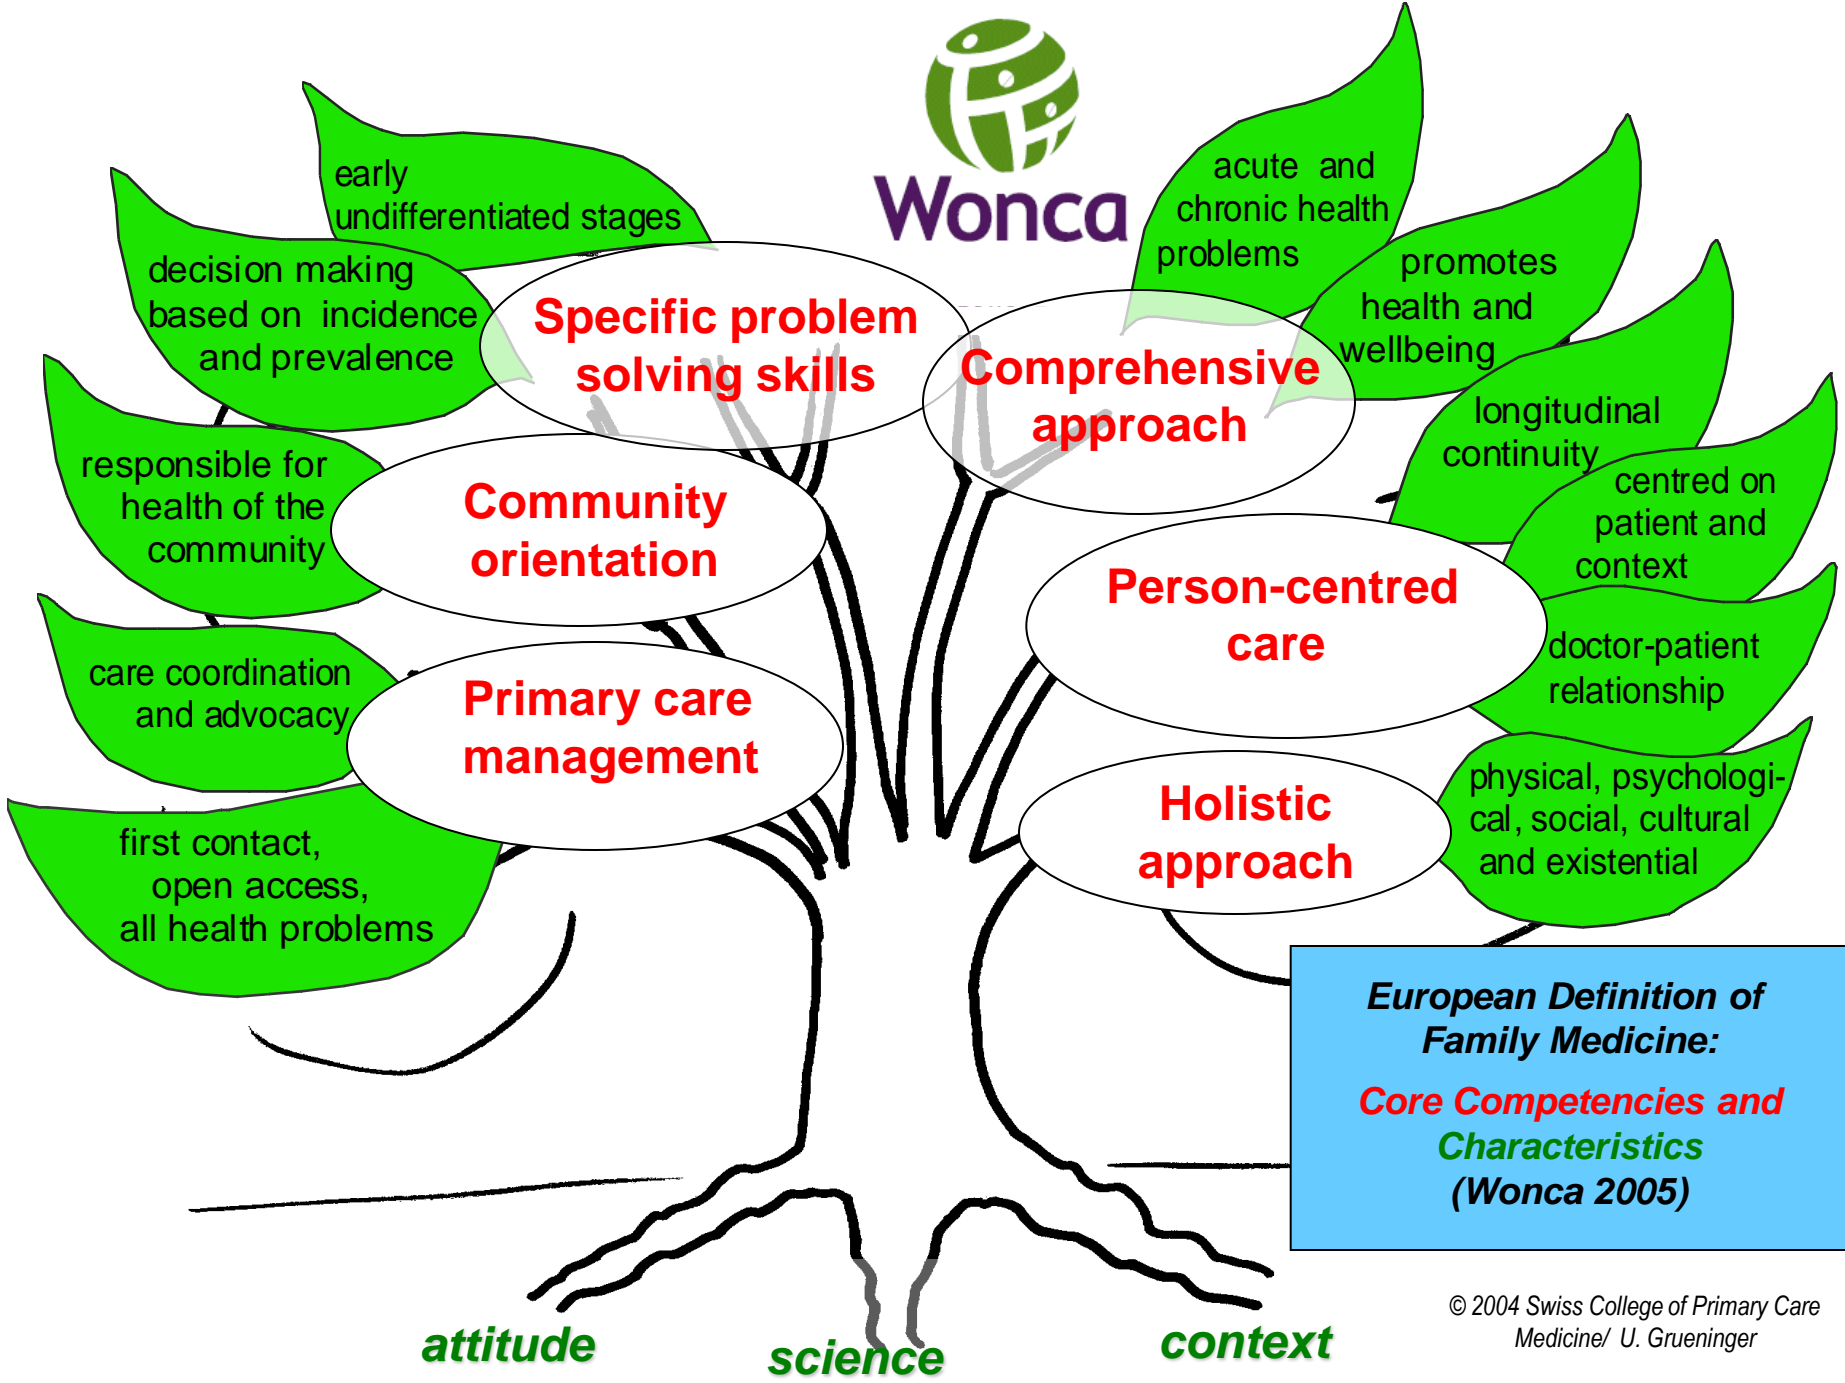 Wonca
early
undifferentiated stages
decision making
based on incidence
and prevalence
responsible for
health of the
community
care coordination
and advocacy
first contact,
open access,
all health problems
Specific problem
solving skills
Community
orientation
Primary care
management
Comprehensive
approach
Person-centred
care
Holistic
approach
acute and
chronic health
problems
promotes
health and
wellbeing
longitudinal
continuity
centred on
patient and
context
doctor-patient
relationship
physical, psychologi-
cal, social, cultural
and existential
European Definition of
Family Medicine:
Core Competencies and
Characteristics
(Wonca 2005)
attitude
science
context
© 2004 Swiss College of Primary Care
Medicine/ U. Grueninger